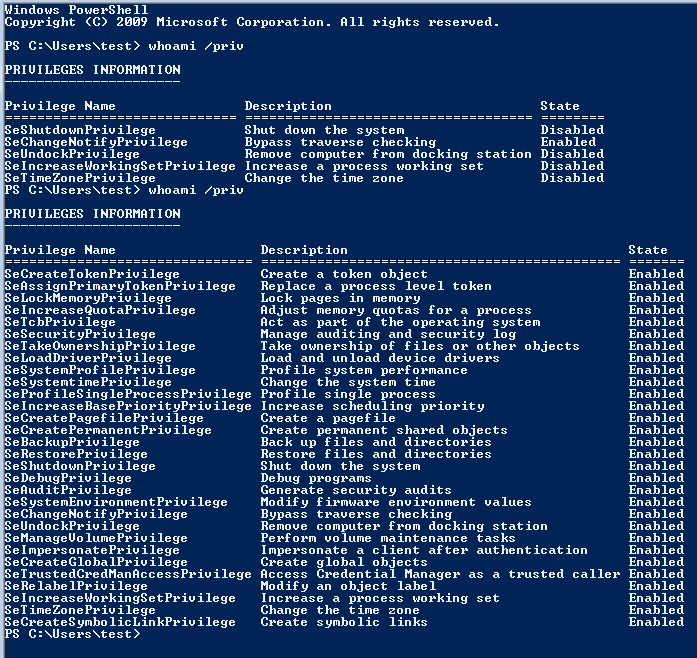 Windows PowerShell
Copyright (C) 2009 Microsoft Corporation. All rights reserved.
PS C:\Users\test> whoami /priv
PRIVILEGES INFORMATION
----------------------
Privilege Name                Description                          State
============================= ==================================== ========
SeShutdownPrivilege           Shut down the system                 Disabled
SeChangeNotifyPrivilege       Bypass traverse checking             Enabled
SeUndockPrivilege             Remove computer from docking station Disabled
SeIncreaseWorkingSetPrivilege Increase a process working set       Disabled
SeTimeZonePrivilege           Change the time zone                 Disabled
PS C:\Users\test> whoami /priv
PRIVILEGES INFORMATION
----------------------
Privilege Name                  Description                                   State
=============================== ============================================= =======
SeCreateTokenPrivilege          Create a token object                         Enabled
SeAssignPrimaryTokenPrivilege   Replace a process level token                 Enabled
SeLockMemoryPrivilege           Lock pages in memory                          Enabled
SeIncreaseQuotaPrivilege        Adjust memory quotas for a process            Enabled
SeTcbPrivilege                  Act as part of the operating system           Enabled
SeSecurityPrivilege             Manage auditing and security log              Enabled
SeTakeOwnershipPrivilege        Take ownership of files or other objects      Enabled
SeLoadDriverPrivilege           Load and unload device drivers                Enabled
SeSystemProfilePrivilege        Profile system performance                    Enabled
SeSystemtimePrivilege           Change the system time                        Enabled
SeProfileSingleProcessPrivilege Profile single process                        Enabled
SeIncreaseBasePriorityPrivilege Increase scheduling priority                  Enabled
SeCreatePagefilePrivilege       Create a pagefile                             Enabled
SeCreatePermanentPrivilege      Create permanent shared objects               Enabled
SeBackupPrivilege               Back up files and directories                 Enabled
SeRestorePrivilege              Restore files and directories                 Enabled
SeShutdownPrivilege             Shut down the system                          Enabled
SeDebugPrivilege                Debug programs                                Enabled
SeAuditPrivilege                Generate security audits                      Enabled
SeSystemEnvironmentPrivilege    Modify firmware environment values            Enabled
SeChangeNotifyPrivilege         Bypass traverse checking                      Enabled
SeUndockPrivilege               Remove computer from docking station          Enabled
SeManageVolumePrivilege         Perform volume maintenance tasks              Enabled
SeImpersonatePrivilege          Impersonate a client after authentication     Enabled
SeCreateGlobalPrivilege         Create global objects                         Enabled
SeTrustedCredManAccessPrivilege Access Credential Manager as a trusted caller Enabled
SeRelabelPrivilege              Modify an object label                        Enabled
SeIncreaseWorkingSetPrivilege   Increase a process working set                Enabled
SeTimeZonePrivilege             Change the time zone                          Enabled
SeCreateSymbolicLinkPrivilege   Create symbolic links                         Enabled
PS C:\Users\test>